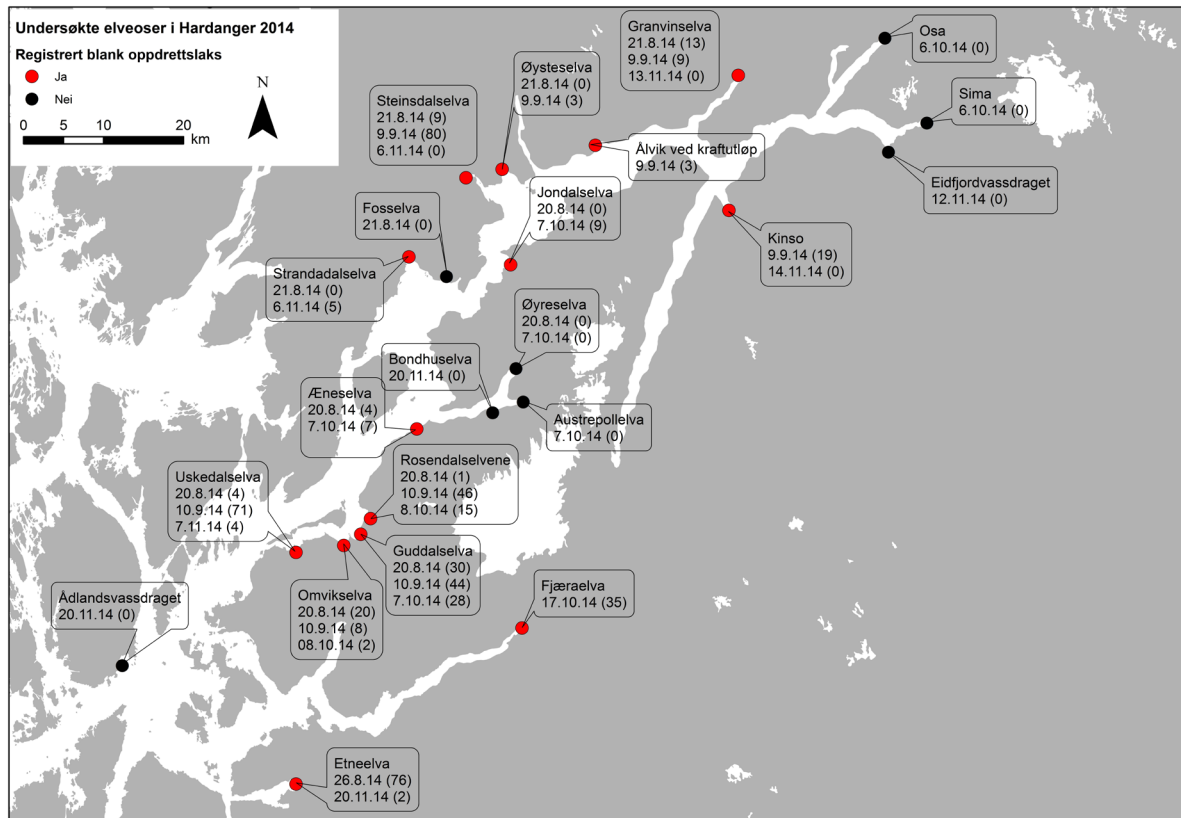 Undersøkte elveoser i Hardanger 2014
Registrert blank oppdrettslaks
Ja
Nei
N
0 5 10 20
km
Granvinselva
21.8.14 (13)
9.9.14 (9)
13.11.14 (0)
Osa
6.10.14 (0)
Øysteselva
21.8.14 (0)
9.9.14 (3)
Steinsdalselva
21.8.14 (9)
9.9.14 (80)
6.11.14 (0)
Sima
6.10.14 (0)
Ålvik ved kraftutløp
9.9.14 (3)
Eidfjordvassdraget
12.11.14 (0)
Jondalselva
20.8.14 (0)
7.10.14 (9)
Fosselva
21.8.14 (0)
Kinso
9.9.14 (19)
14.11.14 (0)
Strandadalselva
21.8.14 (0)
6.11.14 (5)
Øyreselva
20.8.14 (0)
7.10.14 (0)
Bondhuselva
20.11.14 (0)
Æneselva
20.8.14 (4)
7.10.14 (7)
Austrepollelva
7.10.14 (0)
Rosendalselvene
20.8.14 (1)
10.9.14 (46)
8.10.14 (15)
Uskedalselva
20.8.14 (4)
10.9.14 (71)
7.11.14 (4)
Guddalselva
20.8.14 (30)
10.9.14 (44)
7.10.14 (28)
Omvikselva
20.8.14 (20)
10.9.14 (8)
08.10.14 (2)
Fjæraelva
17.10.14 (35)
Ådlandsvassdraget
20.11.14 (0)
Etneelva
26.8.14 (76)
20.11.14 (2)